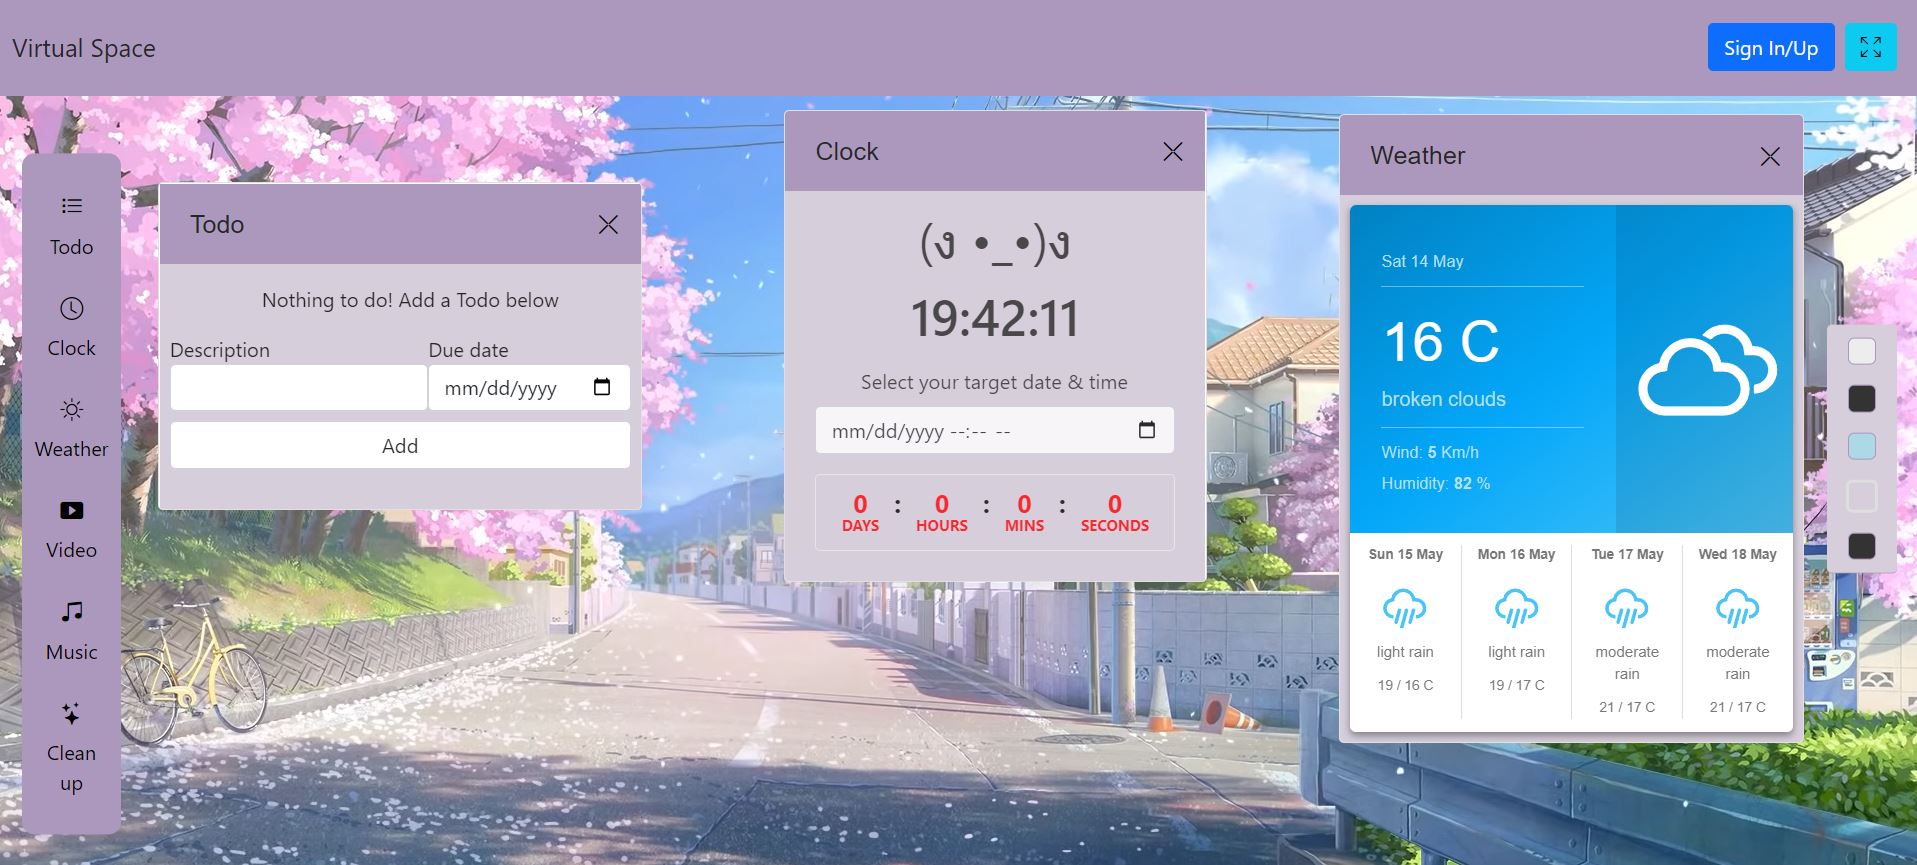 Virtual Space
Sign In/Up
Todo
Clock
Weather
Video
Music
Clean
up
Todo
Nothing to do! Add a Todo below
Description Due date
mm/dd/yyyy
Add
Clock
(ง •_•)ง
19:42:11
Select your target date & time
mm/dd/yyyy --:-- --
0 : 0 : 0 : 0
DAYS HOURS MINS SECONDS
Weather
Sat 14 May
16 C
broken clouds
Wind: 5 Km/h
Humidity: 82 %
Sun 15 May Mon 16 May Tue 17 May Wed 18 May
light rain light rain moderate rain moderate rain
19 / 16 C 19 / 17 C 21 / 17 C 21 / 17 C